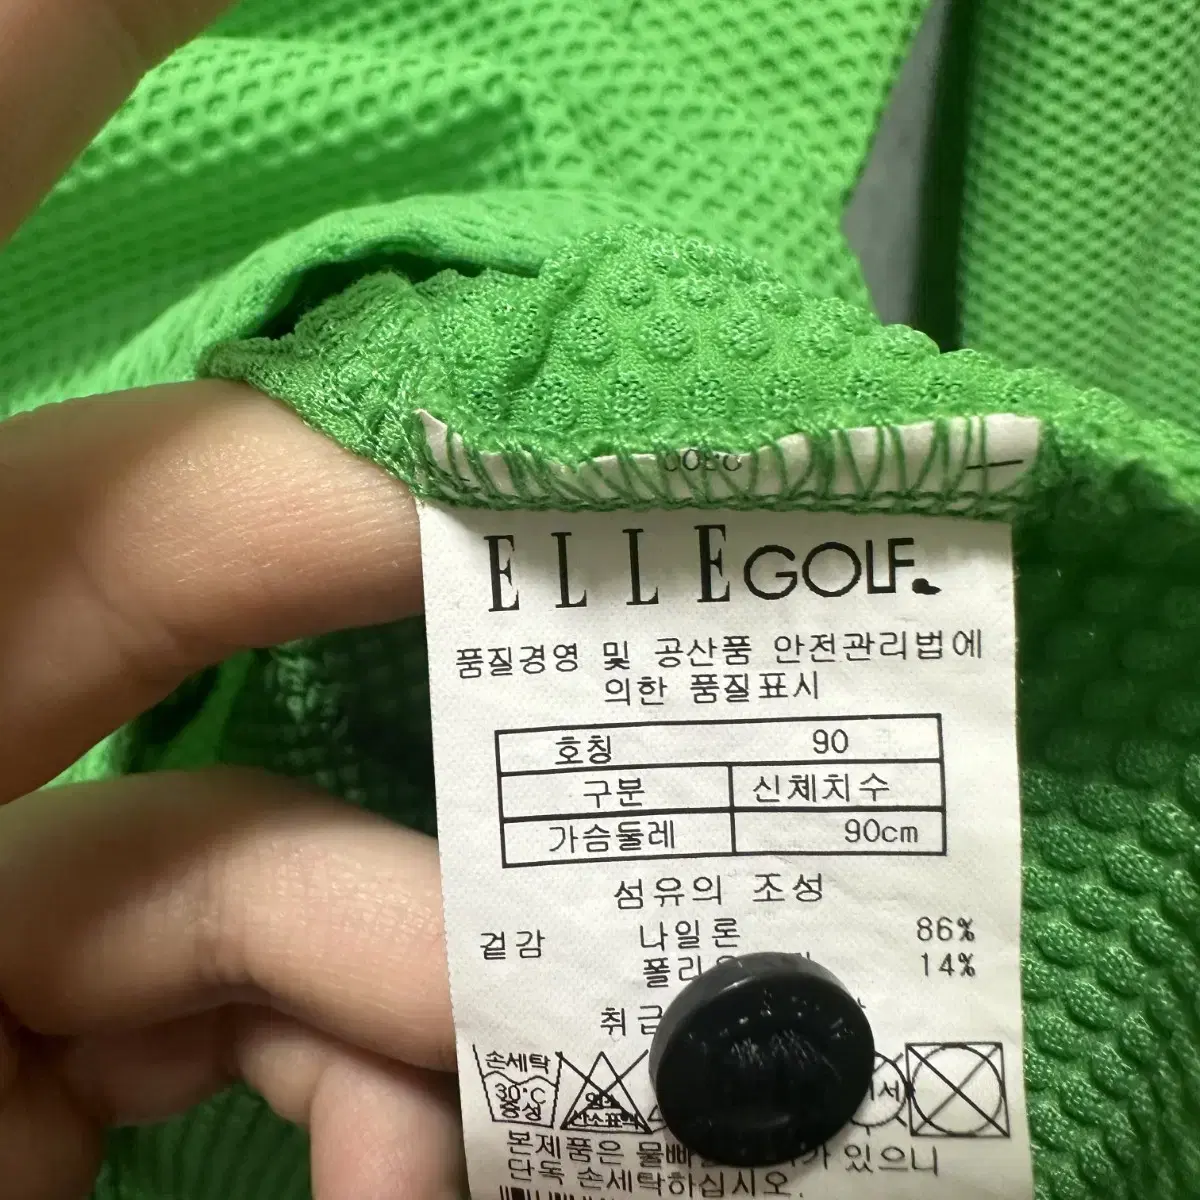 ELLE GOLF.
품질경영 및 공산품 안전관리법에
의한 품질표시
호칭 90
구분 신체치수
가슴둘레 90cm
섬유의 조성
겉감 나일론 86%
14%
손세탁
30°C
중성
본제품은 있으니
단독 손세탁하십시오.